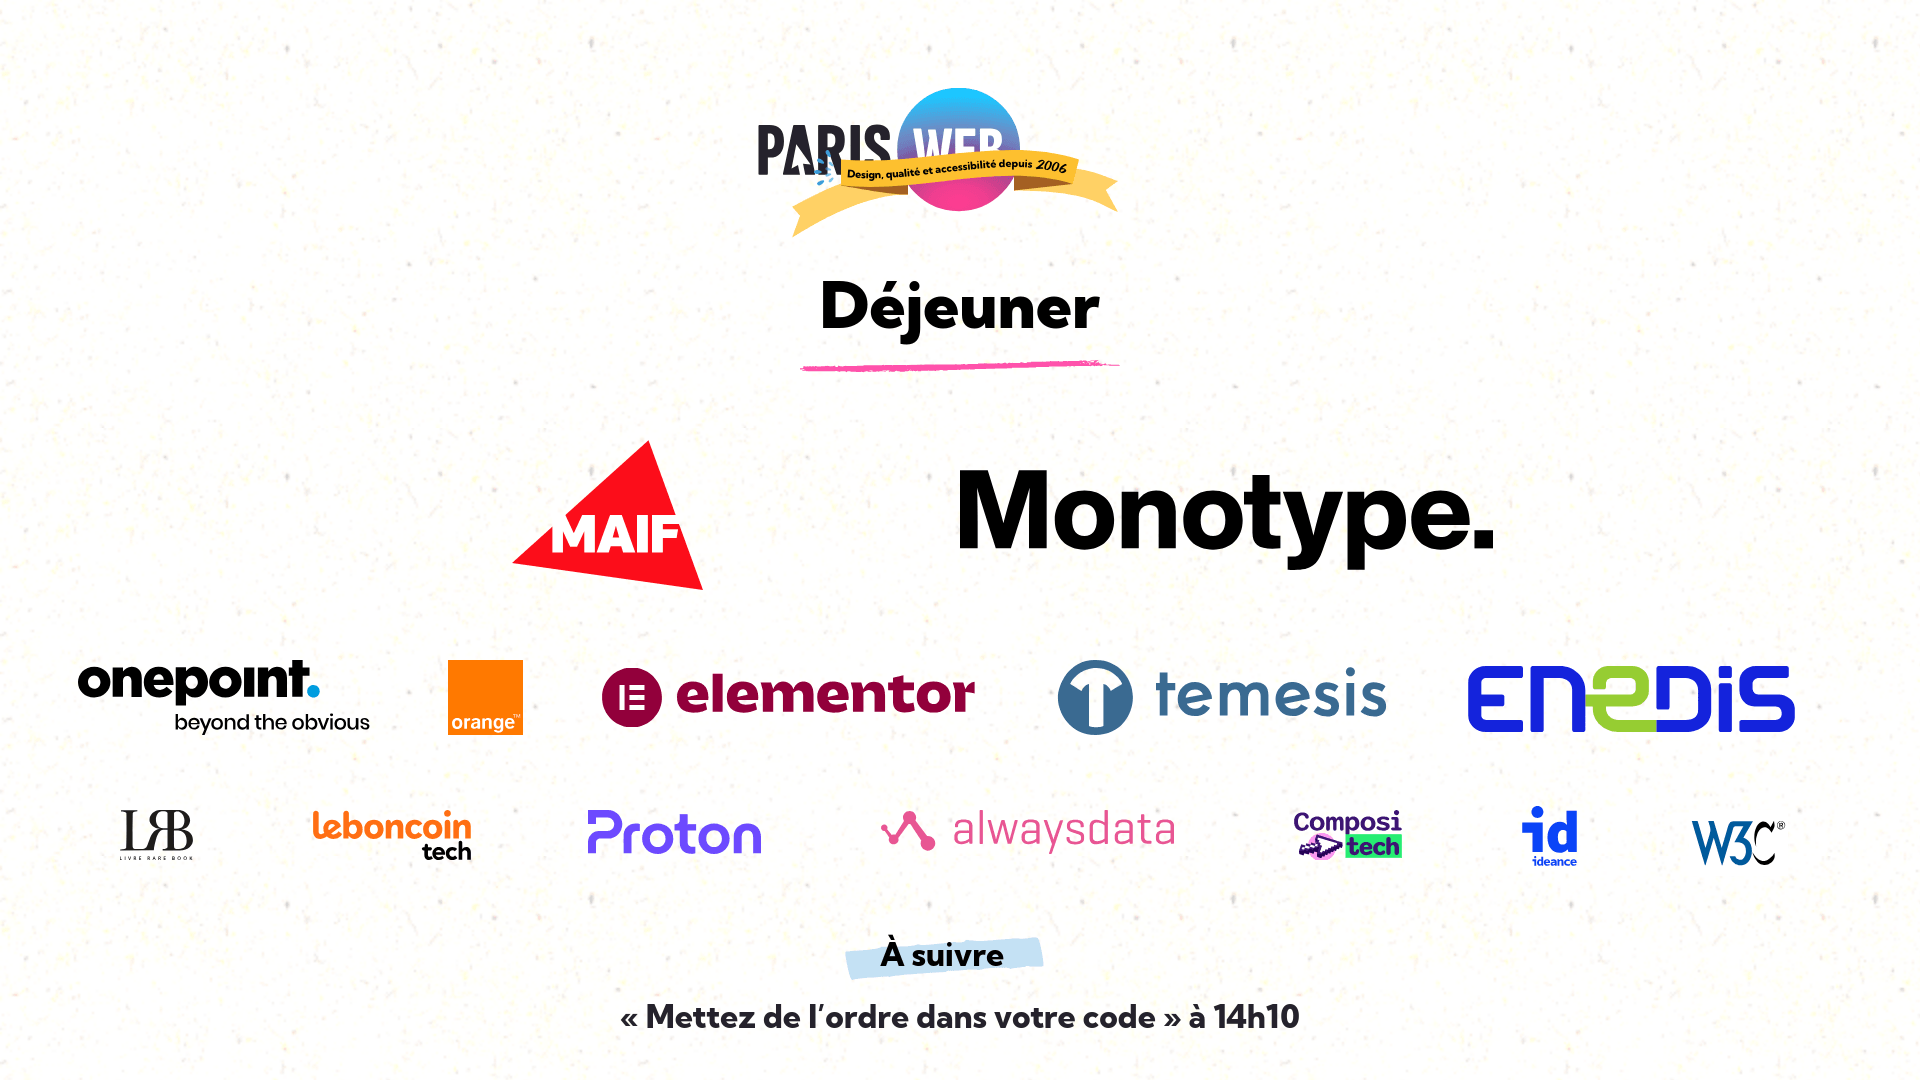 PARIS WEB
Design, qualité et accessibilité depuis 2006
Déjeuner
MAIF
Monotype.
onepoint.
beyond the obvious
orange™
elementor
temesis
ENEDIS
LRB
LIVRE RARE BOOK
leboncoin
tech
Proton
alwaysdata
Composi
tech
id
ideance
W3C®
À suivre
« Mettez de l’ordre dans votre code » à 14h10